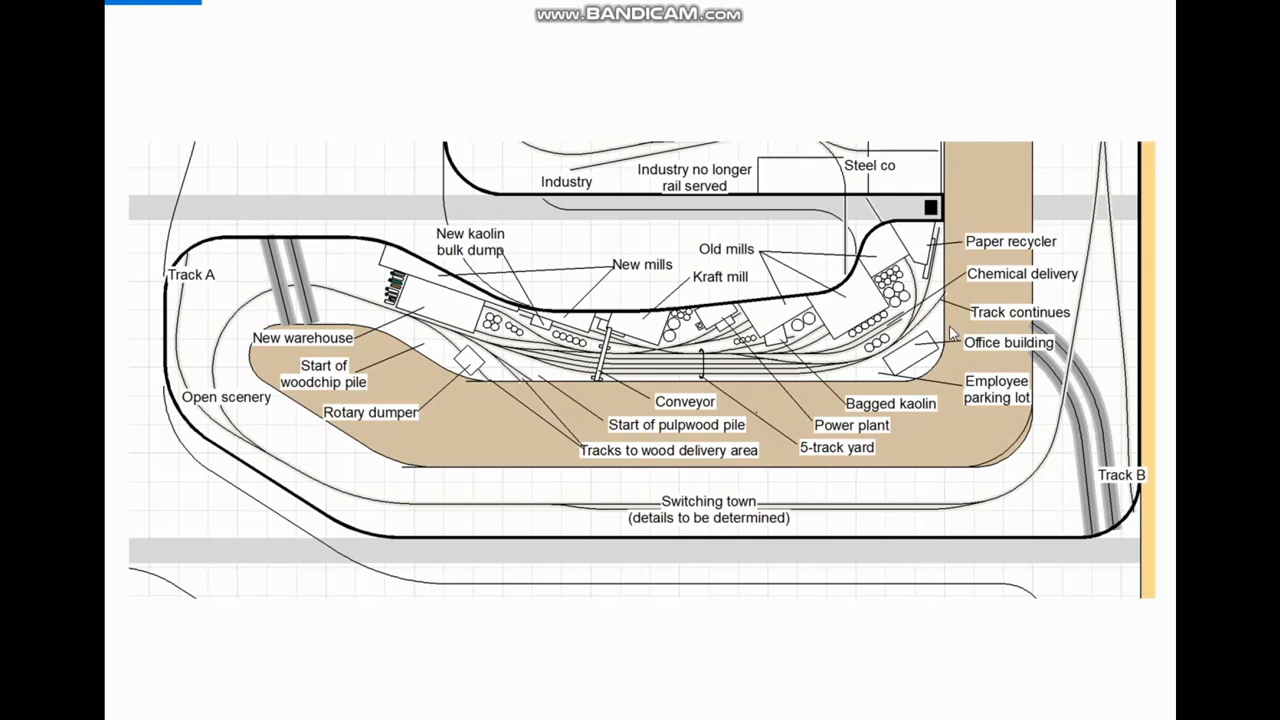 www.BANDICAM.com
Steel co
Industry no longer
rail served
Industry
New kaolin
bulk dump
Old mills
Paper recycler
New mills
Kraft mill
Chemical delivery
Track A
Track continues
New warehouse
Office building
Start of
woodchip pile
Employee
parking lot
Open scenery
Rotary dumper
Conveyor
Bagged kaolin
Start of pulpwood pile
Power plant
Tracks to wood delivery area
5-track yard
Track B
Switching town
(details to be determined)